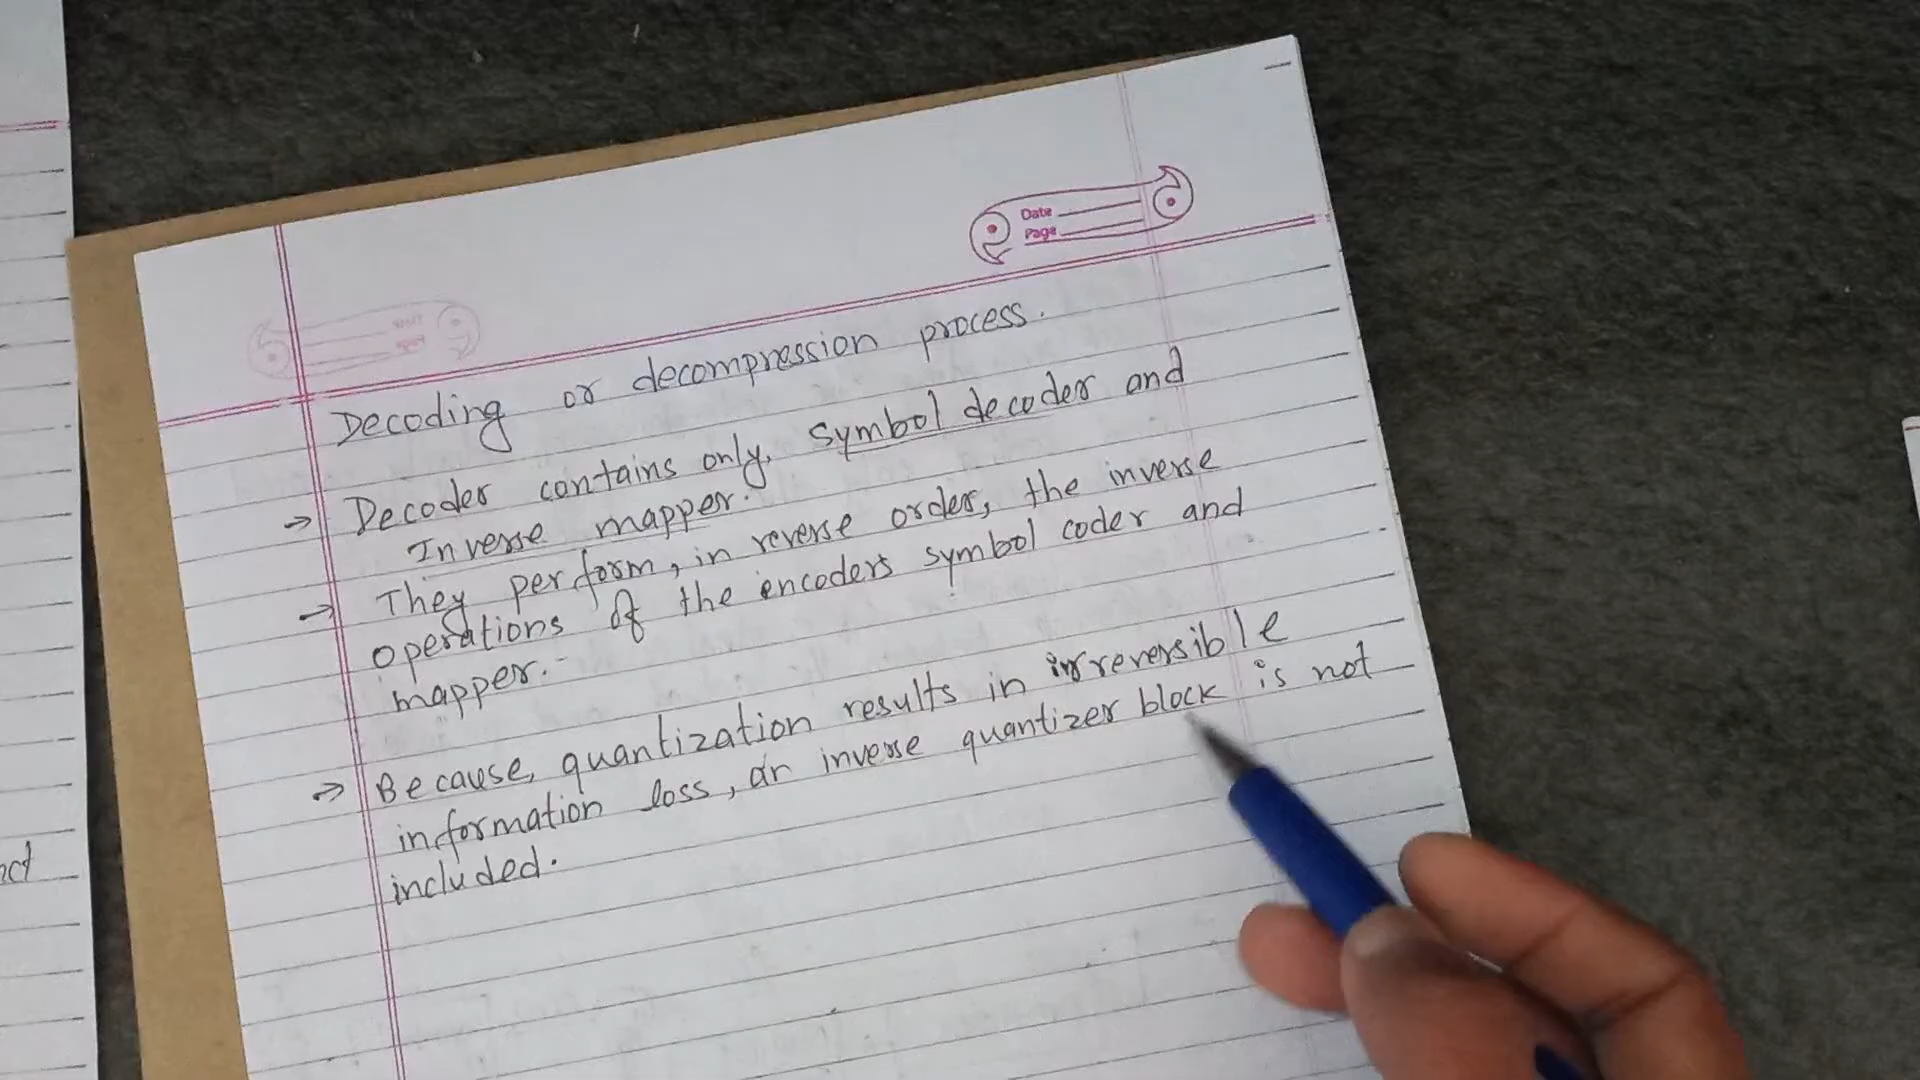 Date
Page
Decoding or decompression process.
→ Decoder contains only, symbol decoder and
Inverse mapper.
→ They perform, in reverse order, the inverse
operations of the encoders symbol coder and
mapper.-
→ Because, quantization results in irreversible
information loss, an inverse quantizer block is not
included.